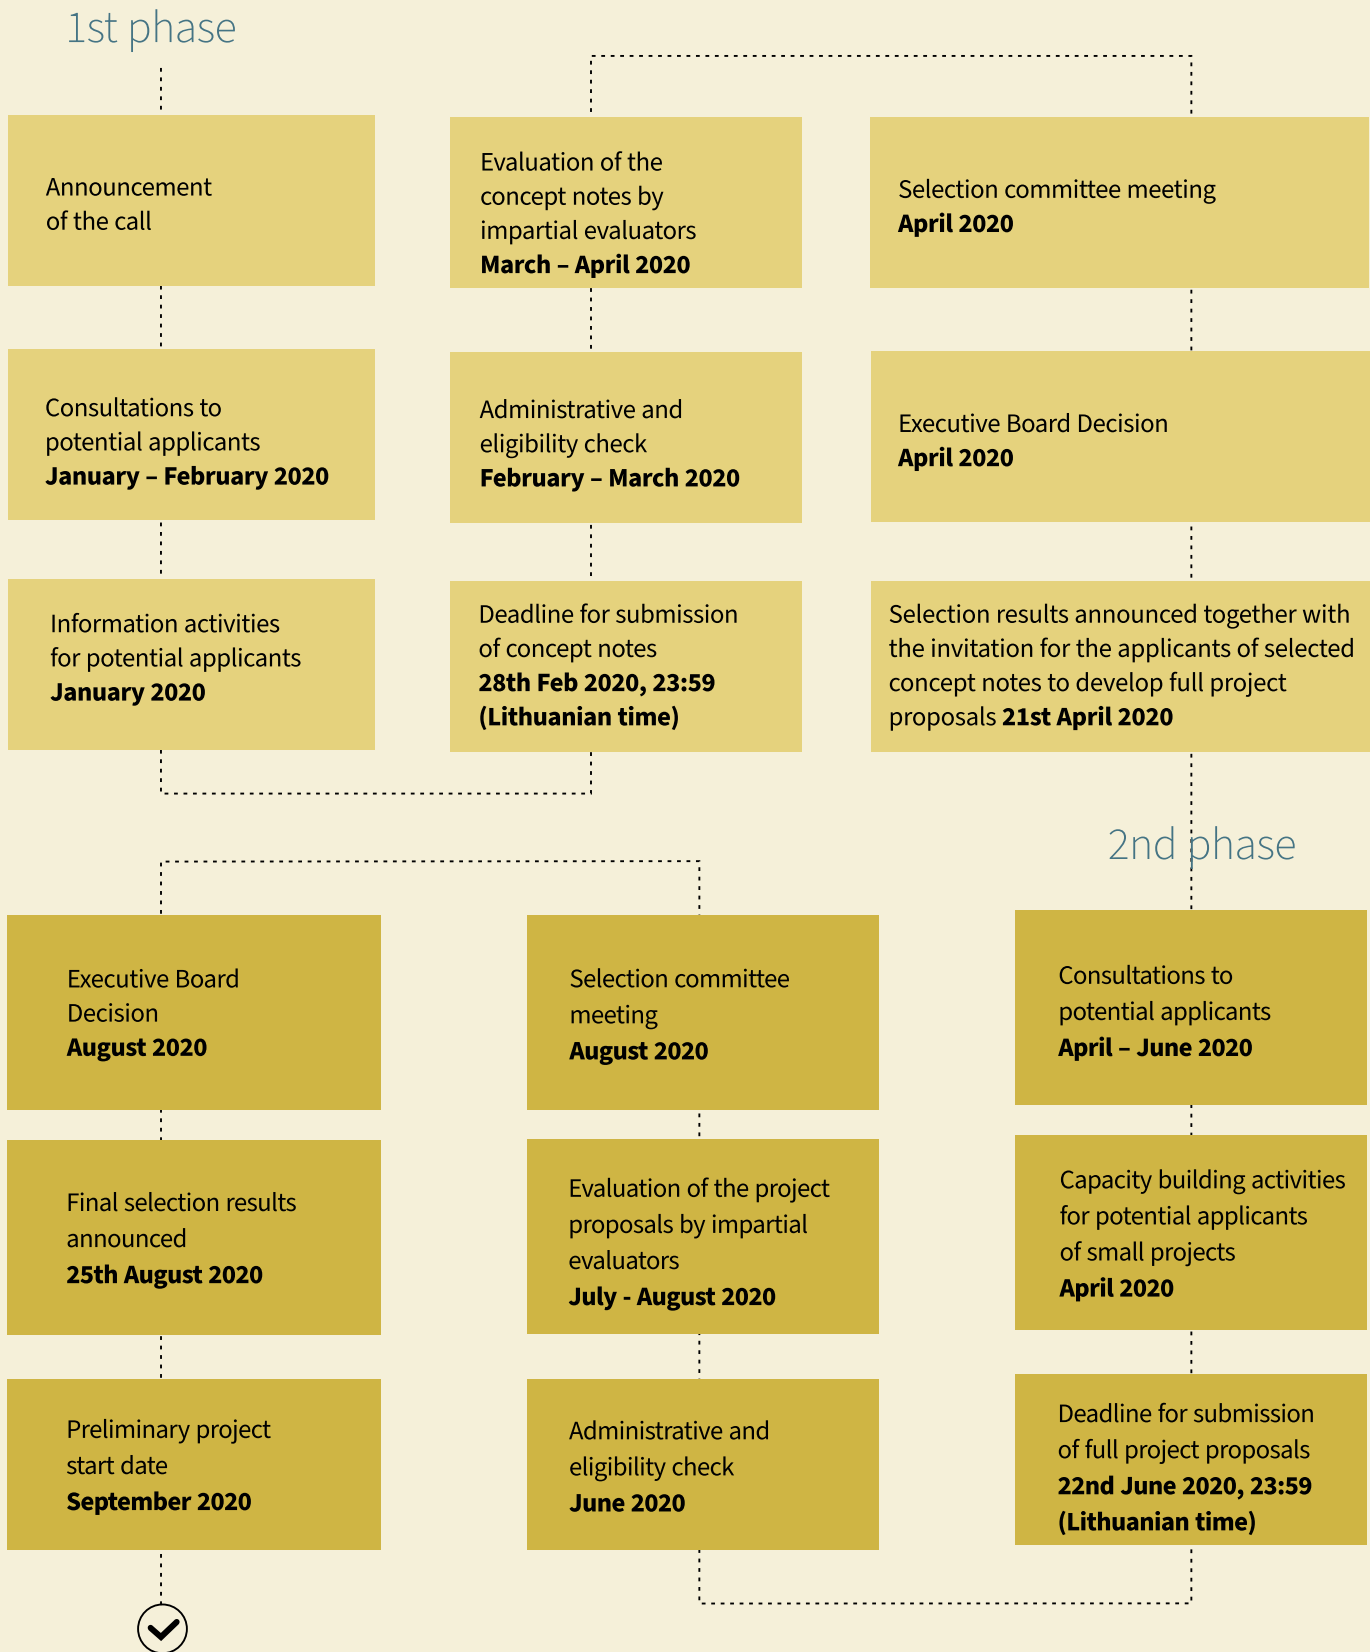 1st phase
Announcement
of the call
Consultations to
potential applicants
January – February 2020
Information activities
for potential applicants
January 2020
Deadline for submission
of concept notes
28th Feb 2020, 23:59
(Lithuanian time)
Administrative and
eligibility check
February – March 2020
Evaluation of the
concept notes by
impartial evaluators
March – April 2020
Selection committee meeting
April 2020
Executive Board Decision
April 2020
Selection results announced together with
the invitation for the applicants of selected
concept notes to develop full project
proposals 21st April 2020
2nd phase
Consultations to
potential applicants
April – June 2020
Capacity building activities
for potential applicants
of small projects
April 2020
Deadline for submission
of full project proposals
22nd June 2020, 23:59
(Lithuanian time)
Administrative and
eligibility check
June 2020
Evaluation of the project
proposals by impartial
evaluators
July - August 2020
Selection committee
meeting
August 2020
Executive Board
Decision
August 2020
Final selection results
announced
25th August 2020
Preliminary project
start date
September 2020